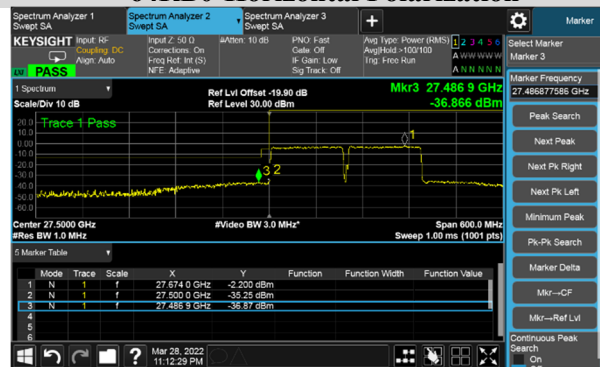 Spectrum Analyzer 1
Swept SA
Spectrum Analyzer 2
Swept SA
Spectrum Analyzer 3
Swept SA
+
Marker
KEYSIGHT
Input: RF
Coupling: DC
Align: Auto
Input Z: 50 Ω
Corrections: On
Freq Ref: Int (S)
NFE: Adaptive
#Atten: 10 dB
PNO: Fast
Gate: Off
IF Gain: Low
Sig Track: Off
Avg Type: Power (RMS)
Avg|Hold:>100/100
Trig: Free Run
1 2 3 4 5 6
A W W W W W
A N N N N N
LXI PASS
Select Marker
Marker 3
Marker Frequency
27.486877586 GHz
Peak Search
Next Peak
Next Pk Right
Next Pk Left
Minimum Peak
Pk-Pk Search
Marker Delta
Mkr→CF
Mkr→Ref Lvl
Continuous Peak
Search
On
1 Spectrum
Scale/Div 10 dB
Ref Lvl Offset -19.90 dB
Ref Level 30.00 dBm
Mkr3 27.486 9 GHz
-36.866 dBm
Trace 1 Pass
20.0
10.0
0.00
-10.0
-20.0
-30.0
-40.0
-50.0
-60.0
1
3 2
Center 27.5000 GHz
#Res BW 1.0 MHz
#Video BW 3.0 MHz*
Span 600.0 MHz
Sweep 1.00 ms (1001 pts)
5 Marker Table
Mode Trace Scale X Y Function Function Width Function Value
1 N 1 f 27.674 0 GHz -2.200 dBm
2 N 1 f 27.500 0 GHz -35.25 dBm
3 N 1 f 27.486 9 GHz -36.87 dBm
4
5
6
?
Mar 28, 2022
11:12:29 PM